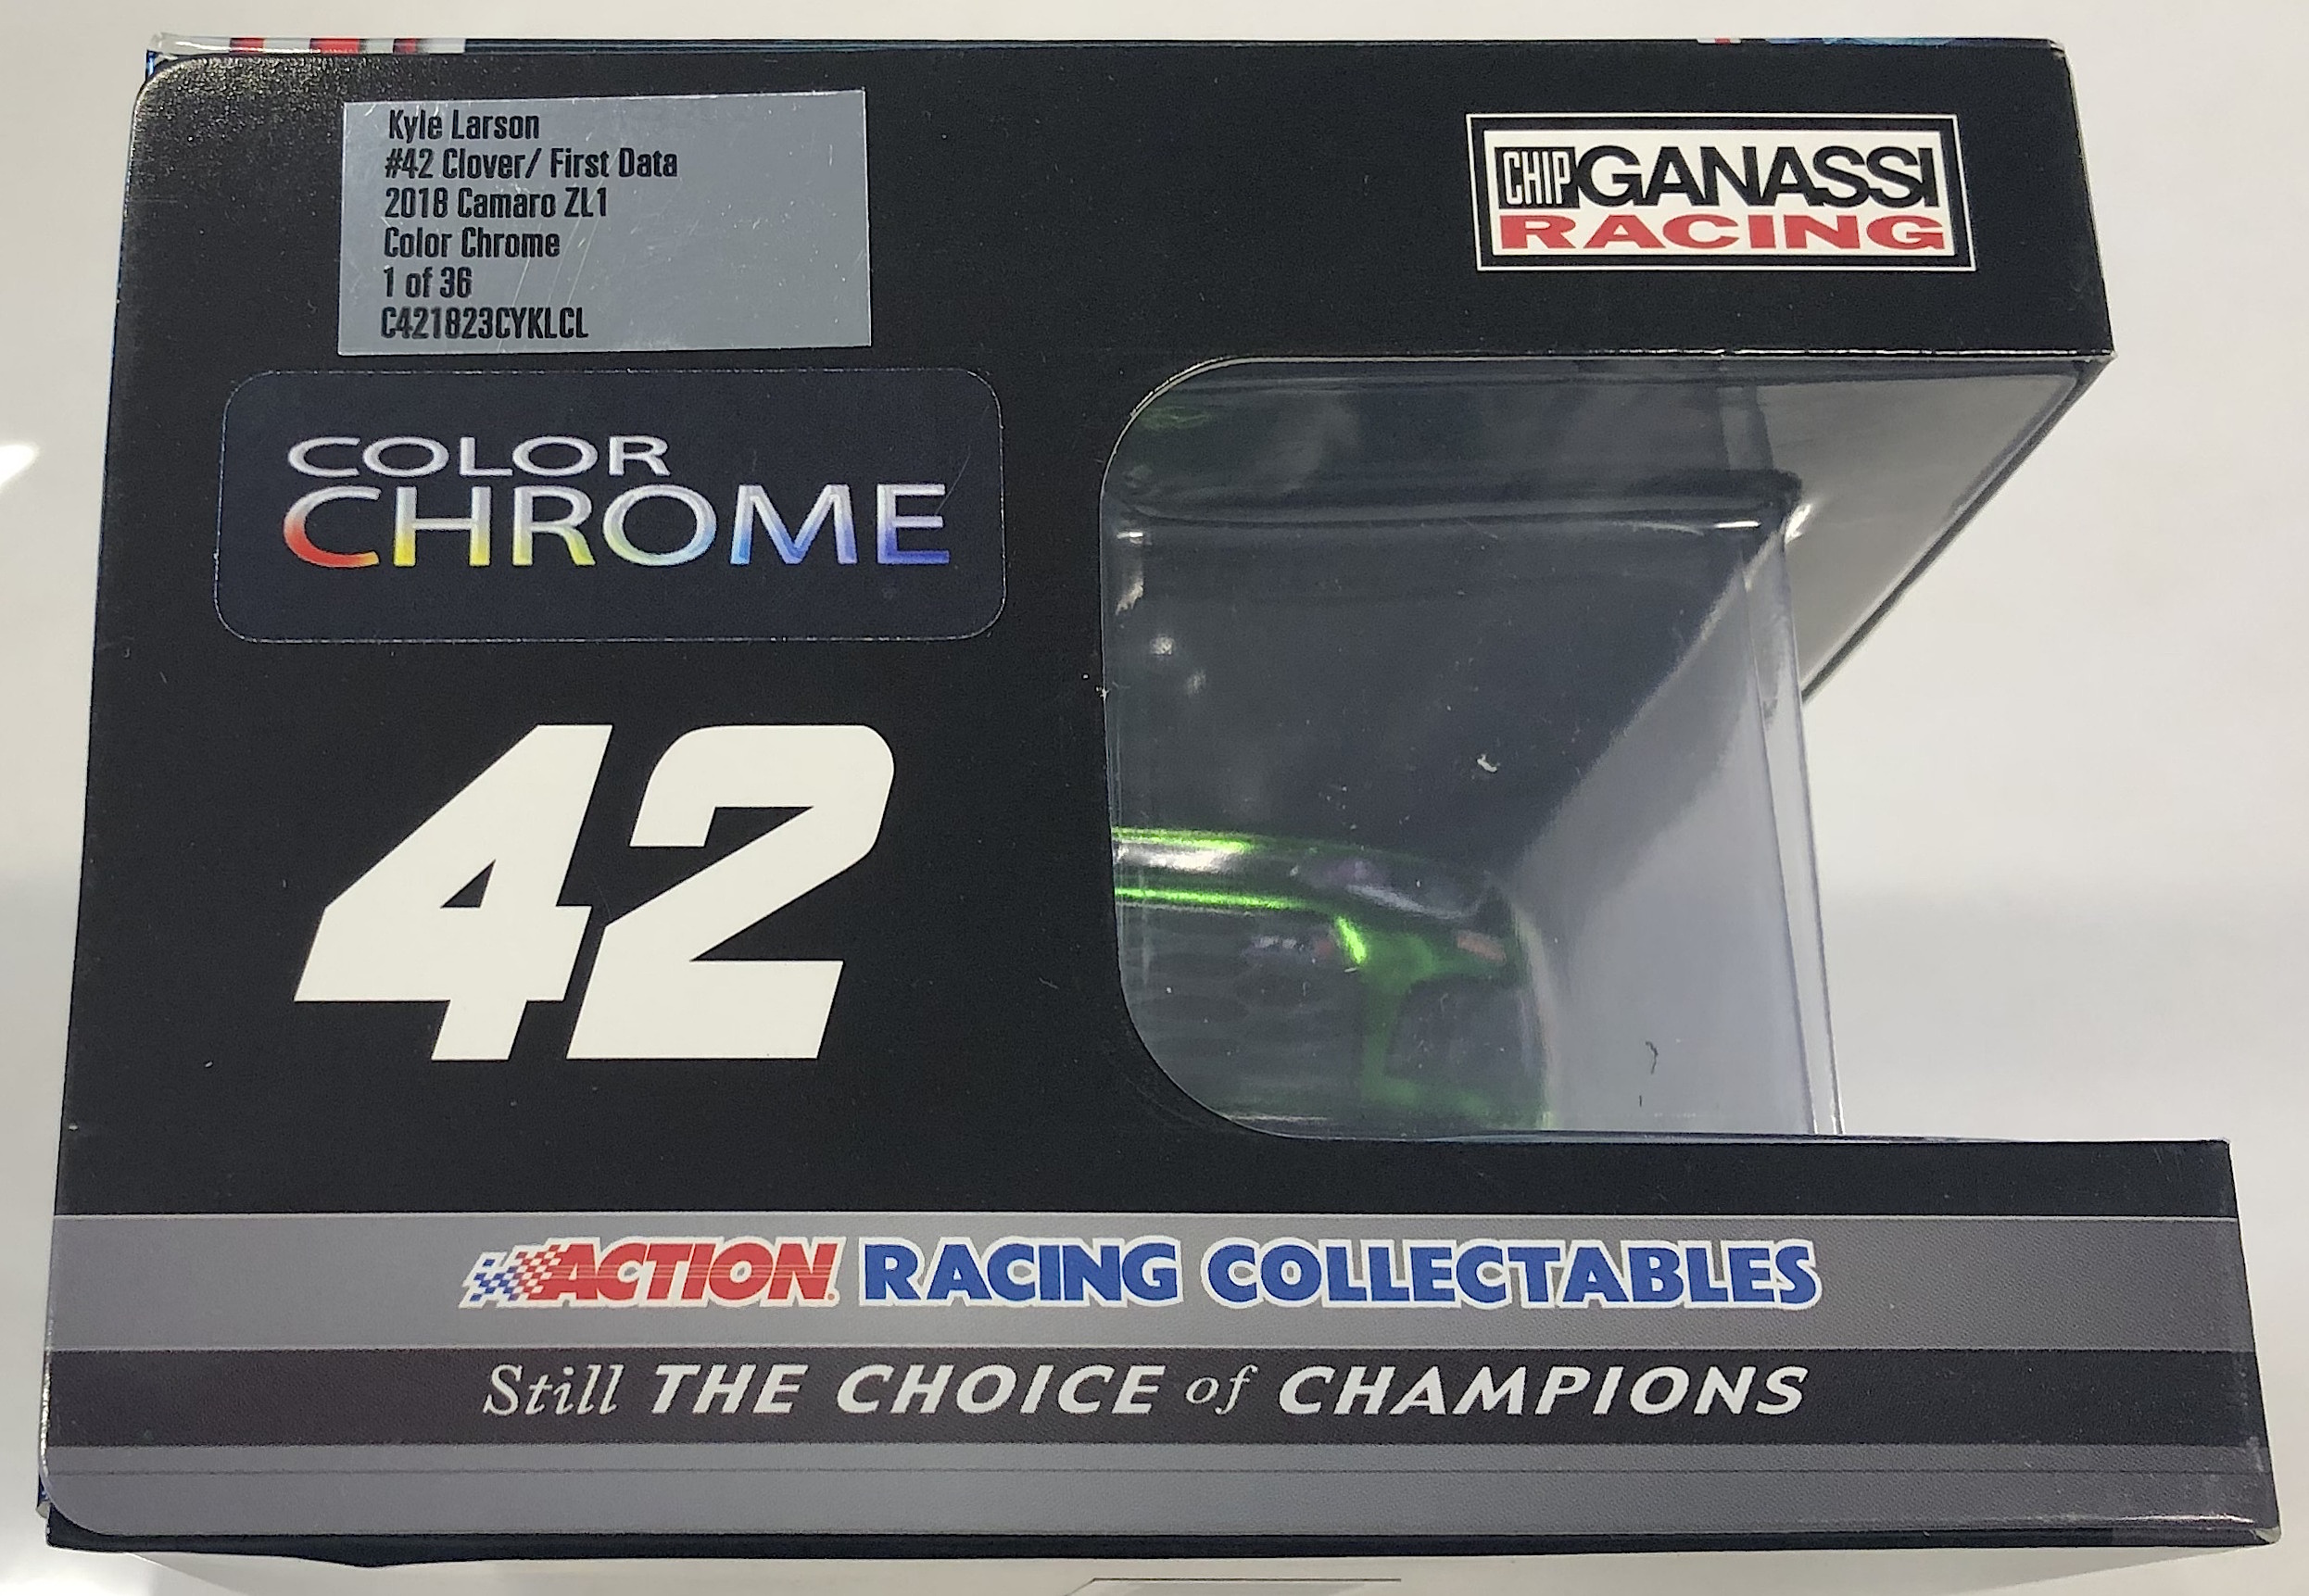 Kyle Larson
#42 Clover/ First Data
2018 Camaro ZL1
Color Chrome
1 of 36
C421823CYKLCL
CHIP GANASSI
RACING
COLOR
CHROME
42
ACTION RACING COLLECTABLES
Still THE CHOICE of CHAMPIONS